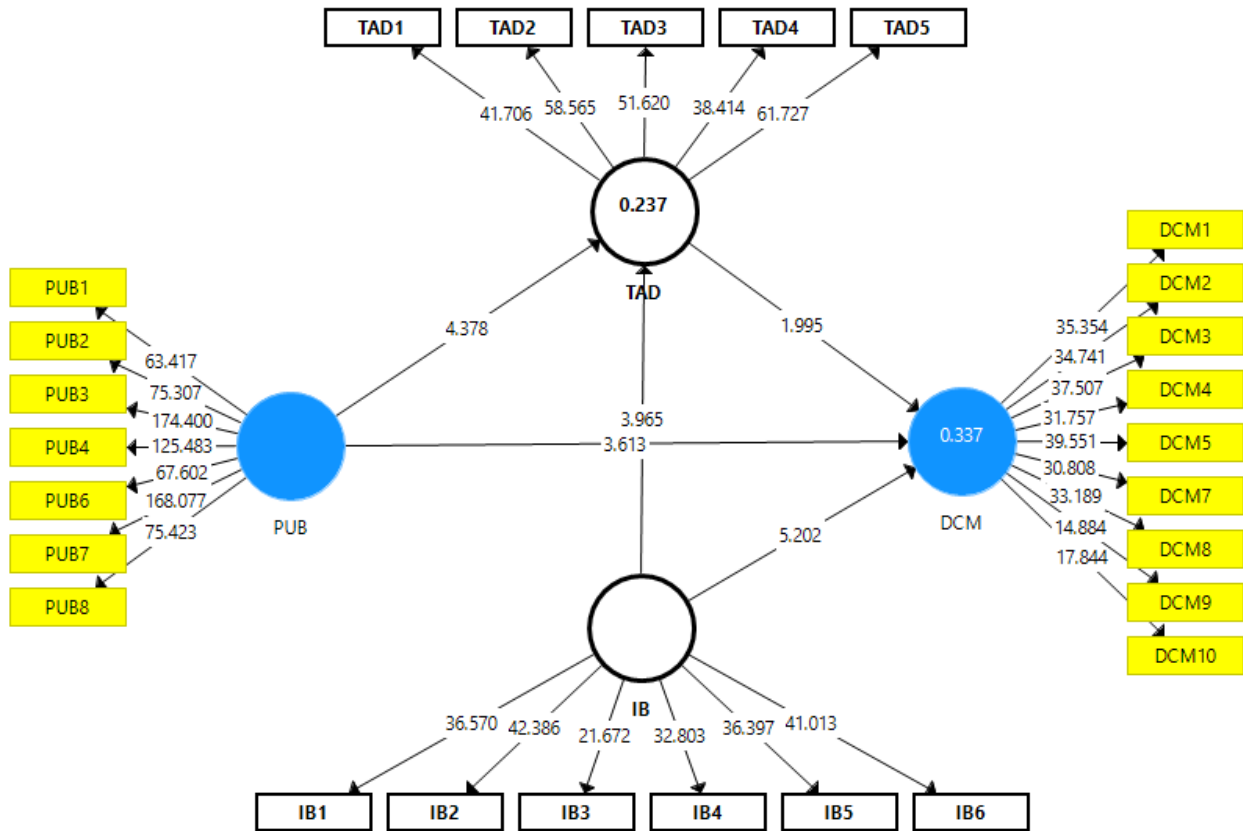 TAD1
TAD2
TAD3
TAD4
TAD5
41.706
58.565
51.620
38.414
61.727
0.237
TAD
PUB1
PUB2
PUB3
PUB4
PUB6
PUB7
PUB8
63.417
75.307
174.400
125.483
67.602
168.077
75.423
PUB
4.378
1.995
3.965
3.613
5.202
0.337
DCM
35.354
34.741
37.507
31.757
39.551
30.808
33.189
14.884
17.844
DCM1
DCM2
DCM3
DCM4
DCM5
DCM7
DCM8
DCM9
DCM10
IB
36.570
42.386
21.672
32.803
36.397
41.013
IB1
IB2
IB3
IB4
IB5
IB6